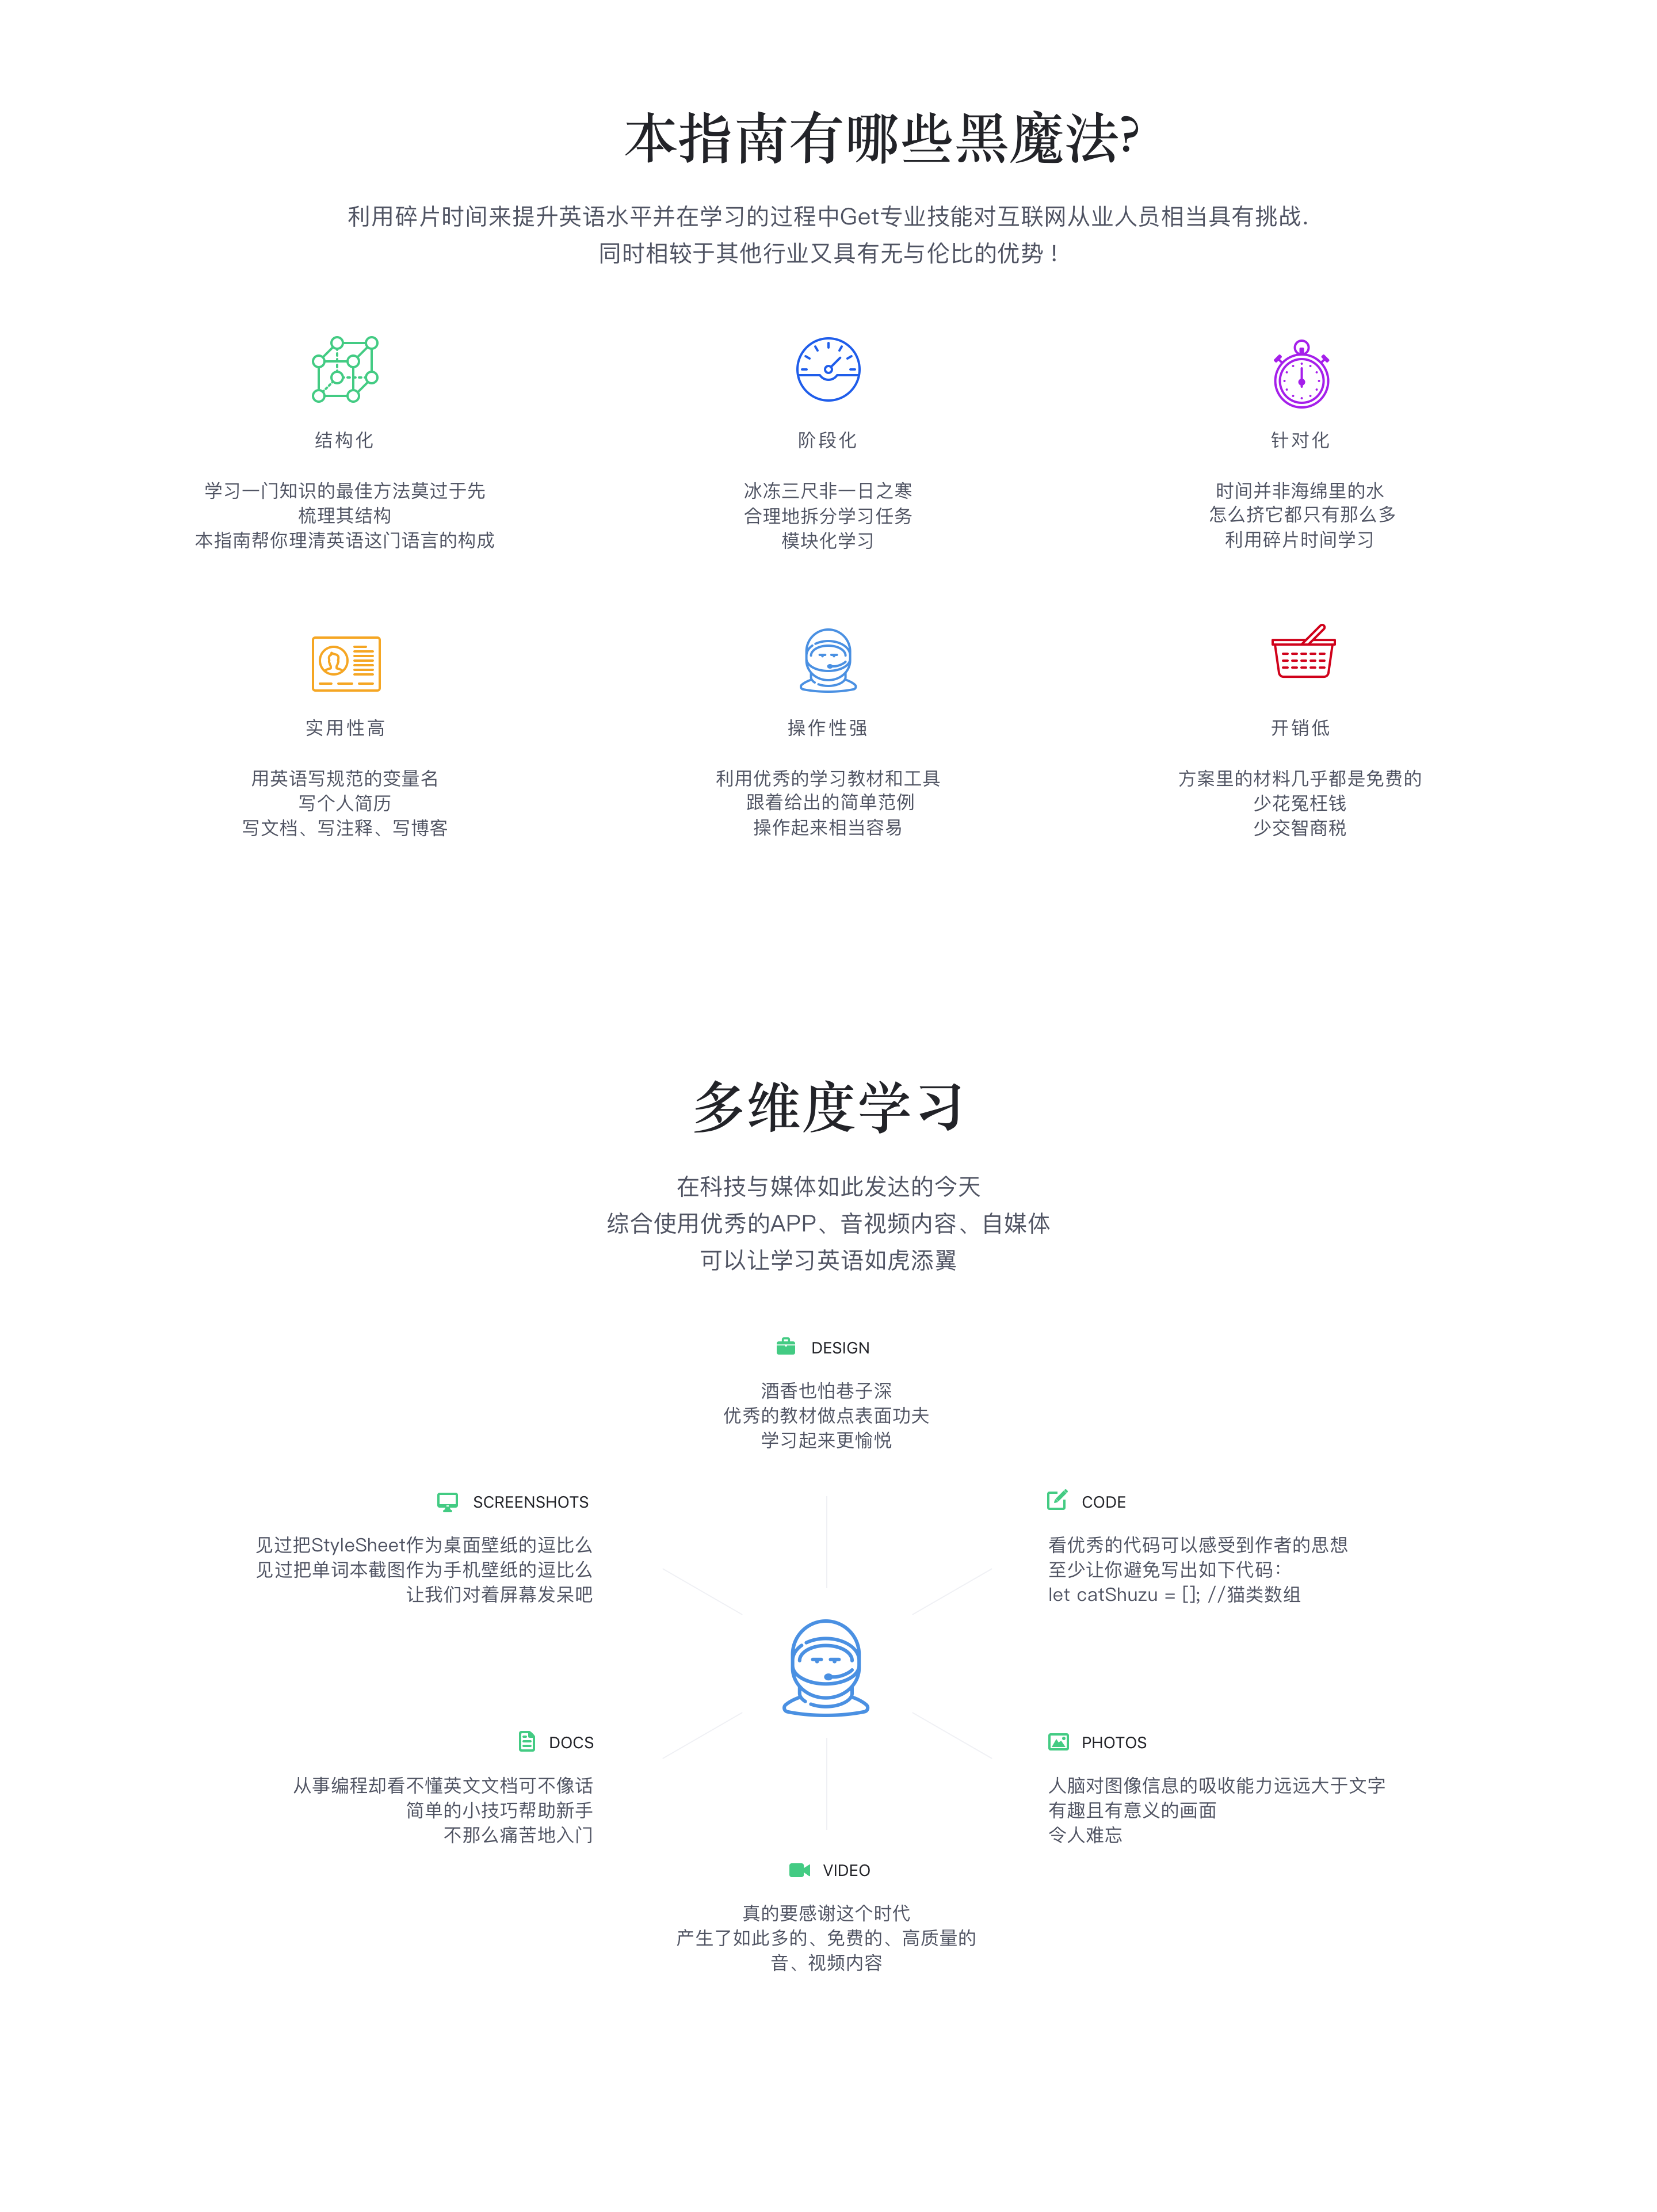 本指南有哪些黑魔法?
利用碎片时间来提升英语水平并在学习的过程中Get专业技能对互联网从业人员相当具有挑战.
同时相较于其他行业又具有无与伦比的优势！
结构化
学习一门知识的最佳方法莫过于先
梳理其结构
本指南帮你理清英语这门语言的构成
阶段化
冰冻三尺非一日之寒
合理地拆分学习任务
模块化学习
针对化
时间并非海绵里的水
怎么挤它都只有那么多
利用碎片时间学习
实用性高
用英语写规范的变量名
写个人简历
写文档、写注释、写博客
操作性强
利用优秀的学习教材和工具
跟着给出的简单范例
操作起来相当容易
开销低
方案里的材料几乎都是免费的
少花冤枉钱
少交智商税
多维度学习
在科技与媒体如此发达的今天
综合使用优秀的APP、音视频内容、自媒体
可以让学习英语如虎添翼
DESIGN
酒香也怕巷子深
优秀的教材做点表面功夫
学习起来更愉悦
SCREENSHOTS
见过把StyleSheet作为桌面壁纸的逗比么
见过把单词本截图作为手机壁纸的逗比么
让我们对着屏幕发呆吧
CODE
看优秀的代码可以感受到作者的思想
至少让你避免写出如下代码：
let catShuzu = []; //猫类数组
DOCS
从事编程却看不懂英文文档可不像话
简单的小技巧帮助新手
不那么痛苦地入门
PHOTOS
人脑对图像信息的吸收能力远远大于文字
有趣且有意义的画面
令人难忘
VIDEO
真的要感谢这个时代
产生了如此多的、免费的、高质量的
音、视频内容